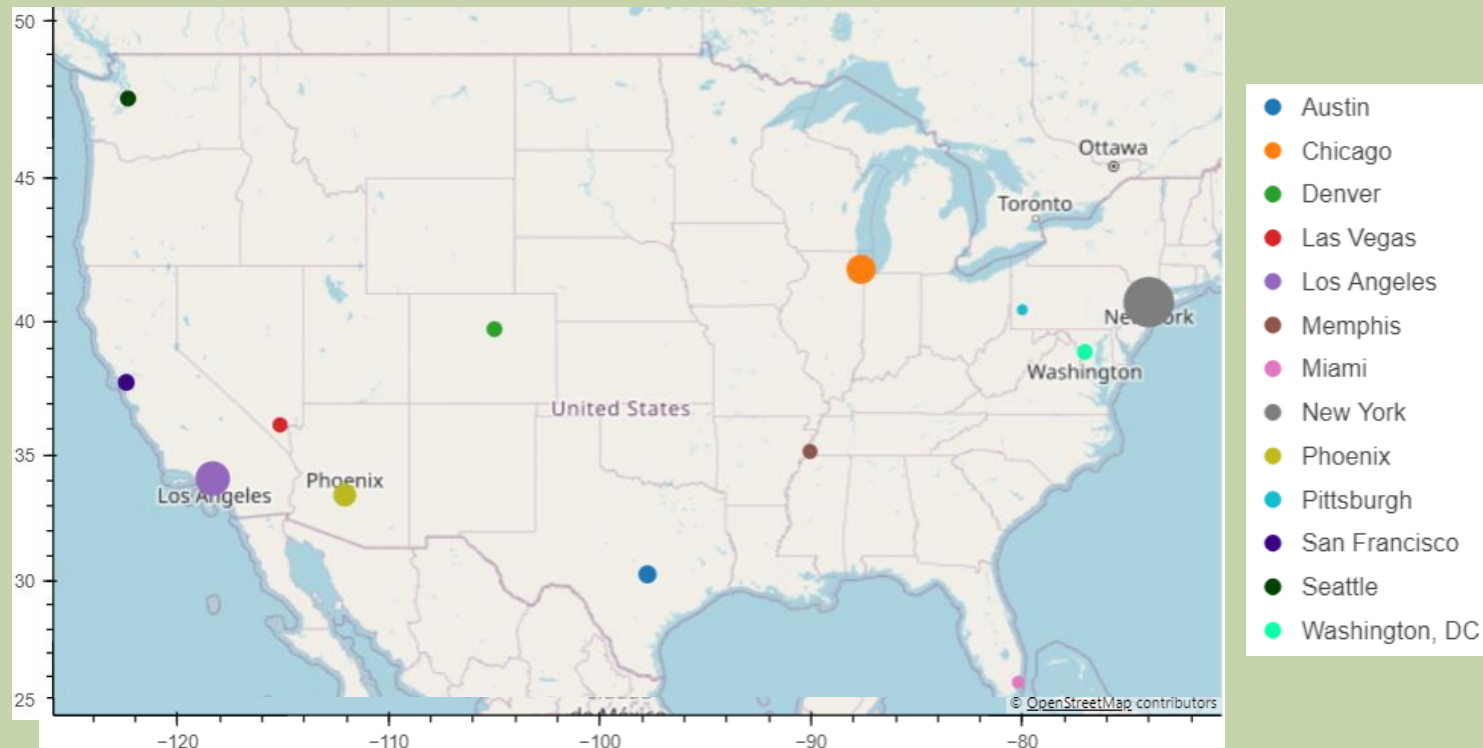 50
45
40
35
30
25
Ottawa
Toronto
New York
Washington
United States
Phoenix
Los Angeles
de México
© OpenStreetMap contributors
−120
−110
−100
−90
−80
Austin
Chicago
Denver
Las Vegas
Los Angeles
Memphis
Miami
New York
Phoenix
Pittsburgh
San Francisco
Seattle
Washington, DC